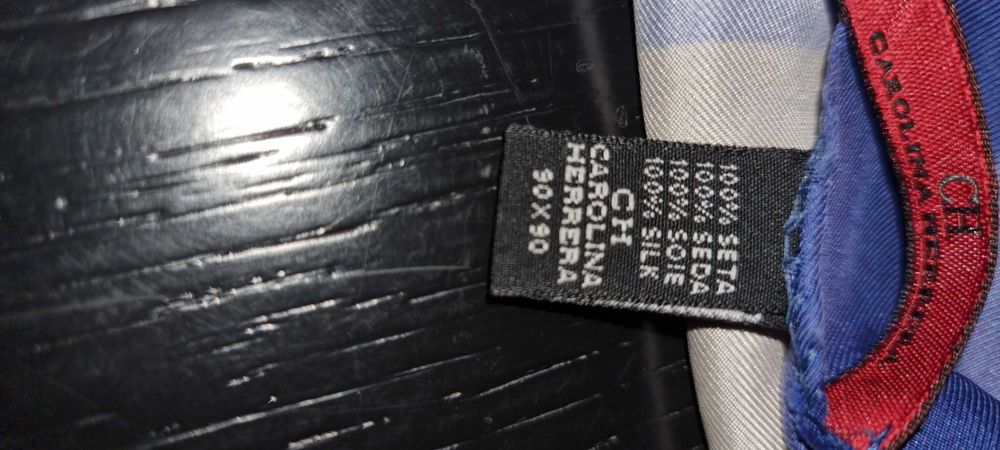 100% SETA
100% SEDA
100% SOIE
100% SILK
CH
CAROLINA
HERRERA
90X90
CH
CAROLINA HERRERA